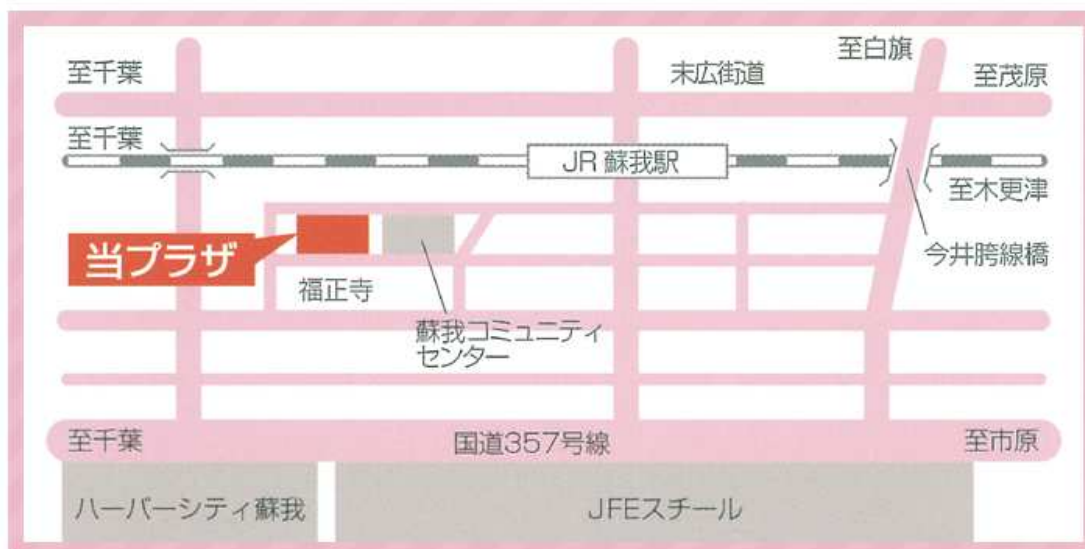 至白旗
至千葉
末広街道
至茂原
至千葉
JR 蘇我駅
至木更津
当プラザ
今井跨線橋
福正寺
蘇我コミュニティ
センター
至千葉
国道357号線
至市原
ハーバーシティ蘇我
JFEスチール